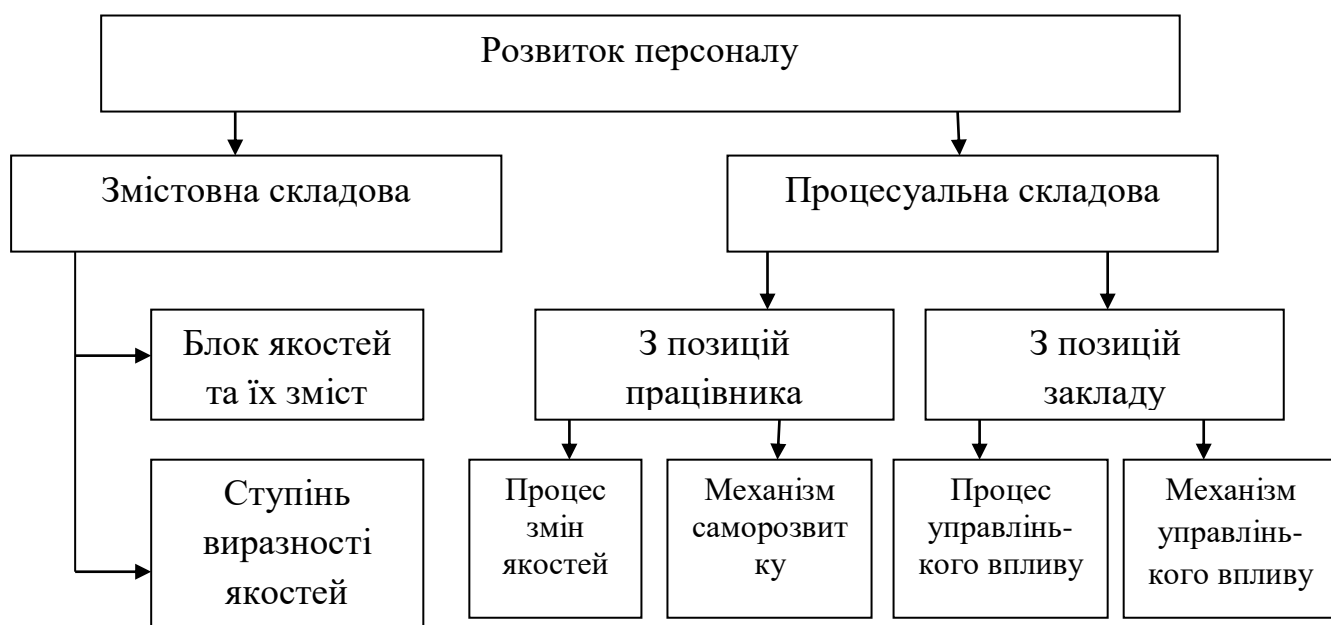 Розвиток персоналу
Змістовна складова
Процесуальна складова
Блок якостей
та їх зміст
Ступінь
виразності
якостей
З позицій
працівника
З позицій
закладу
Процес
змін
якостей
Механізм
саморозвит
ку
Процес
управлінь-
кого впливу
Механізм
управлінь-
кого впливу